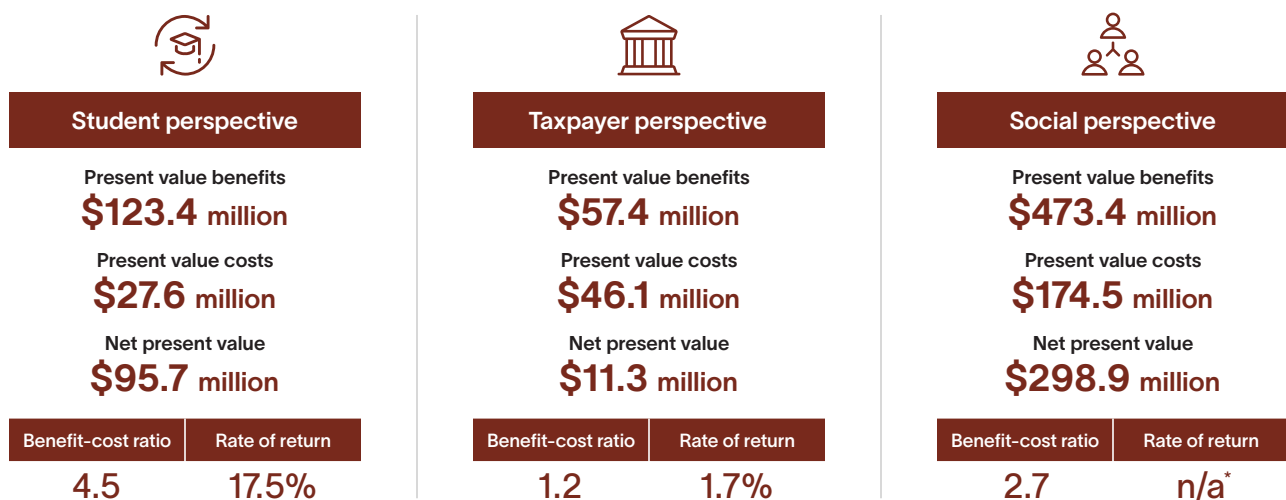 Student perspective
Present value benefits
$123.4 million
Present value costs
$27.6 million
Net present value
$95.7 million
Benefit-cost ratio
Rate of return
4.5
17.5%
Taxpayer perspective
Present value benefits
$57.4 million
Present value costs
$46.1 million
Net present value
$11.3 million
Benefit-cost ratio
Rate of return
1.2
1.7%
Social perspective
Present value benefits
$473.4 million
Present value costs
$174.5 million
Net present value
$298.9 million
Benefit-cost ratio
Rate of return
2.7
n/a*